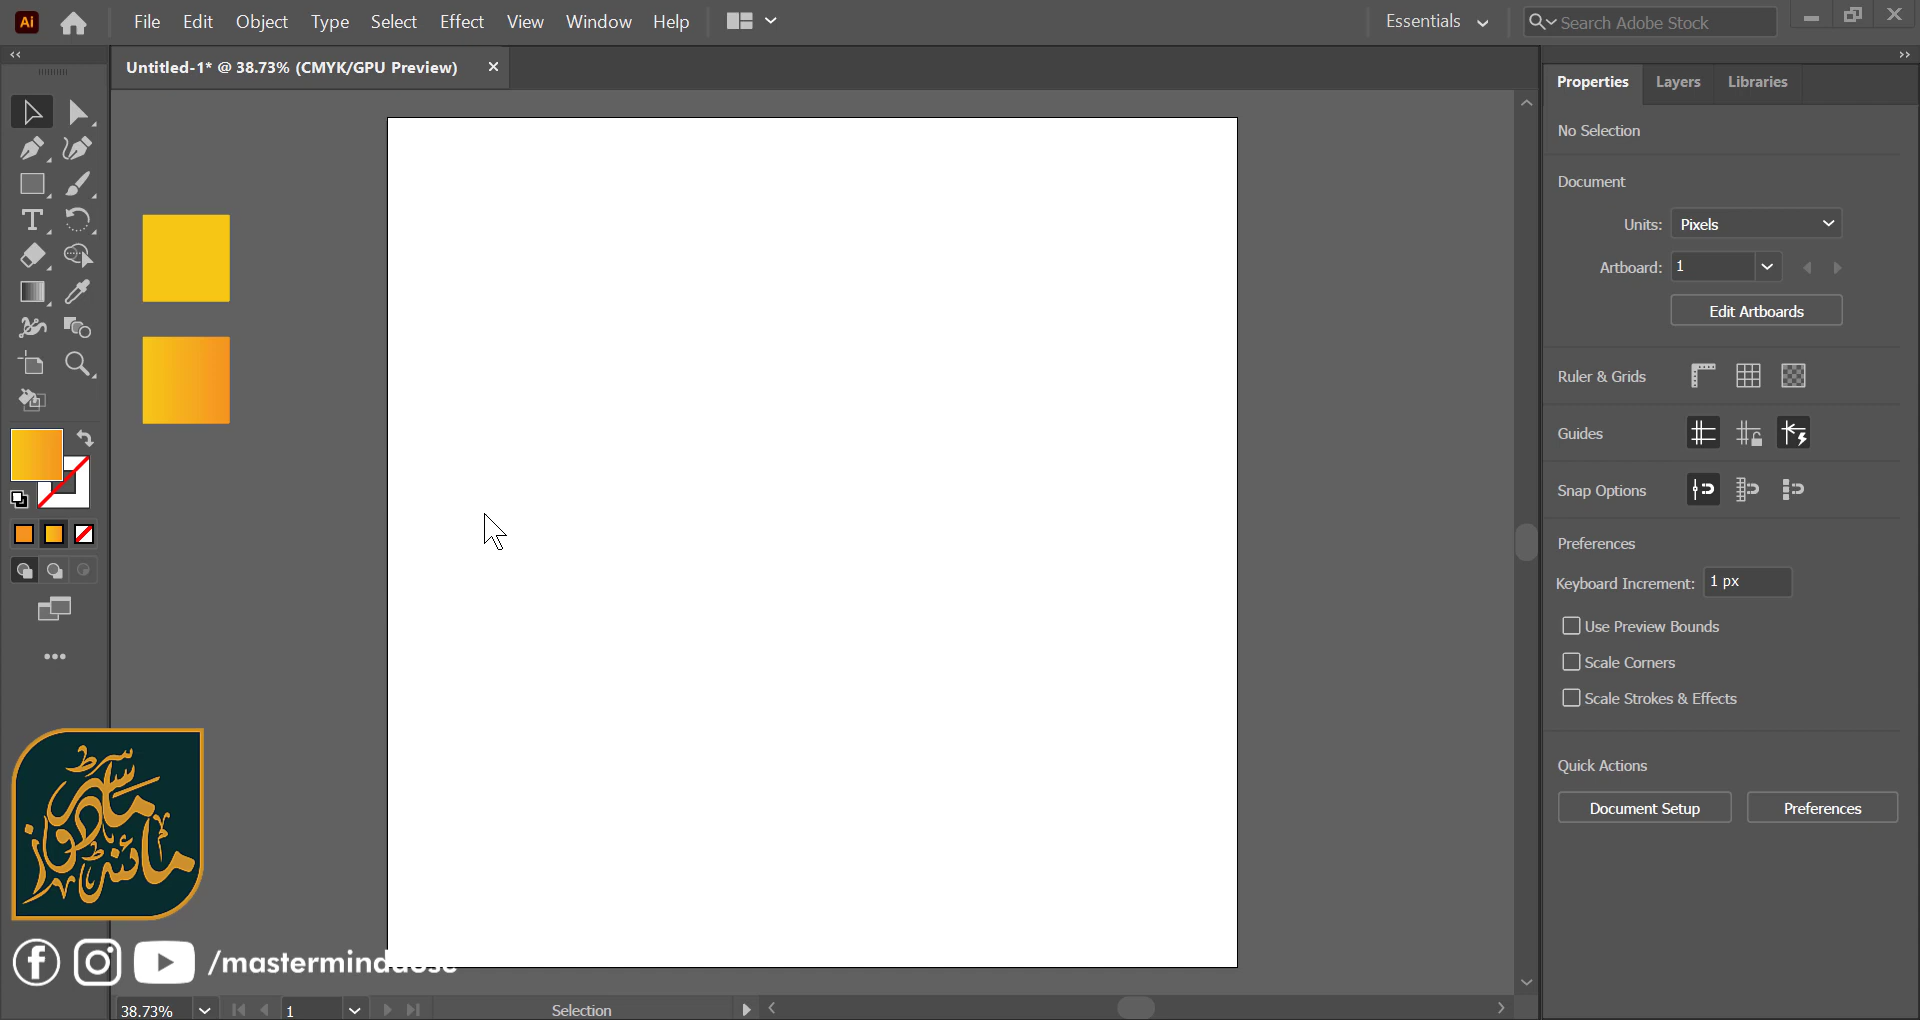 Ai File Edit Object Type Select Effect View Window Help Essentials Search Adobe Stock
Untitled-1* @ 38.73% (CMYK/GPU Preview)
Properties Layers Libraries
No Selection
Document
Units: Pixels
Artboard: 1
Edit Artboards
Ruler & Grids
Guides
Snap Options
Preferences
Keyboard Increment: 1 px
Use Preview Bounds
Scale Corners
Scale Strokes & Effects
Quick Actions
Document Setup Preferences
ماسٹر
مائنڈ
/masterminddose
38.73% 1 Selection